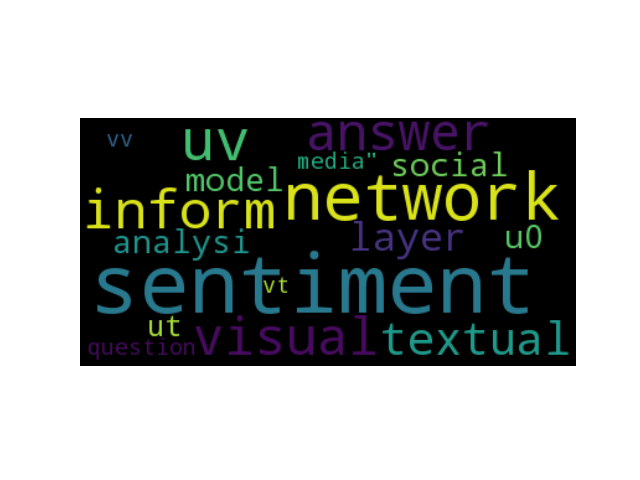 vv uv answer
media" social
model
inform network
analysi layer u0
sentiment
vt
ut
question visual textual